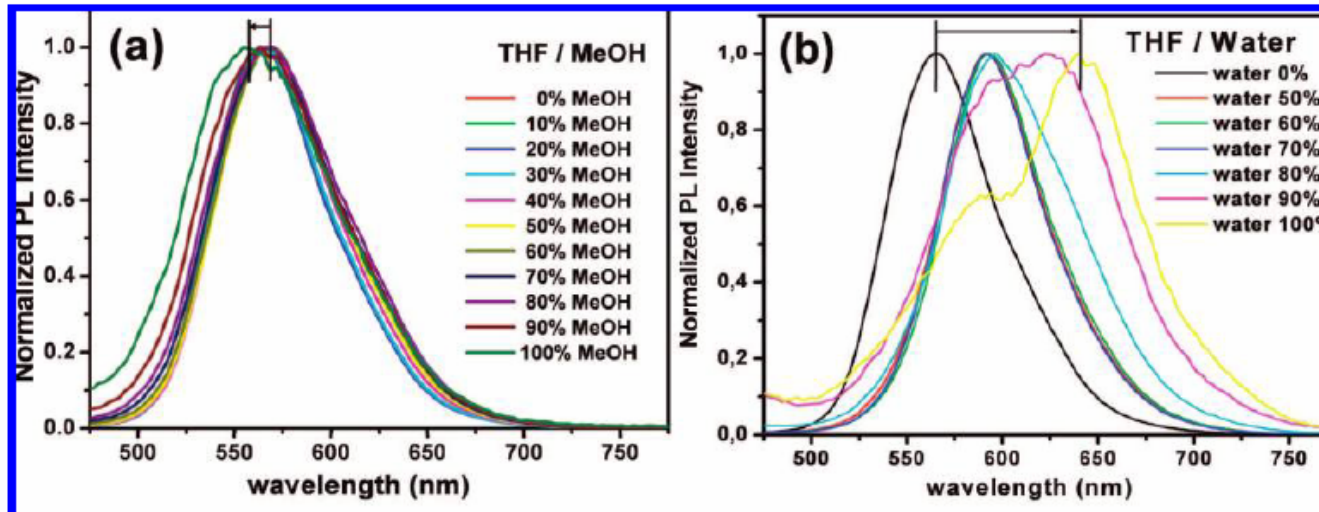 (a)
THF / MeOH
0% MeOH
10% MeOH
20% MeOH
30% MeOH
40% MeOH
50% MeOH
60% MeOH
70% MeOH
80% MeOH
90% MeOH
100% MeOH
Normalized PL Intensity
1.0
0.8
0.6
0.4
0.2
0.0
500 550 600 650 700 750
wavelength (nm)
(b)
THF / Water
water 0%
water 50%
water 60%
water 70%
water 80%
water 90%
water 100%
Normalized PL Intensity
1,0
0,8
0,6
0,4
0,2
0,0
500 550 600 650 700 750
wavelength (nm)